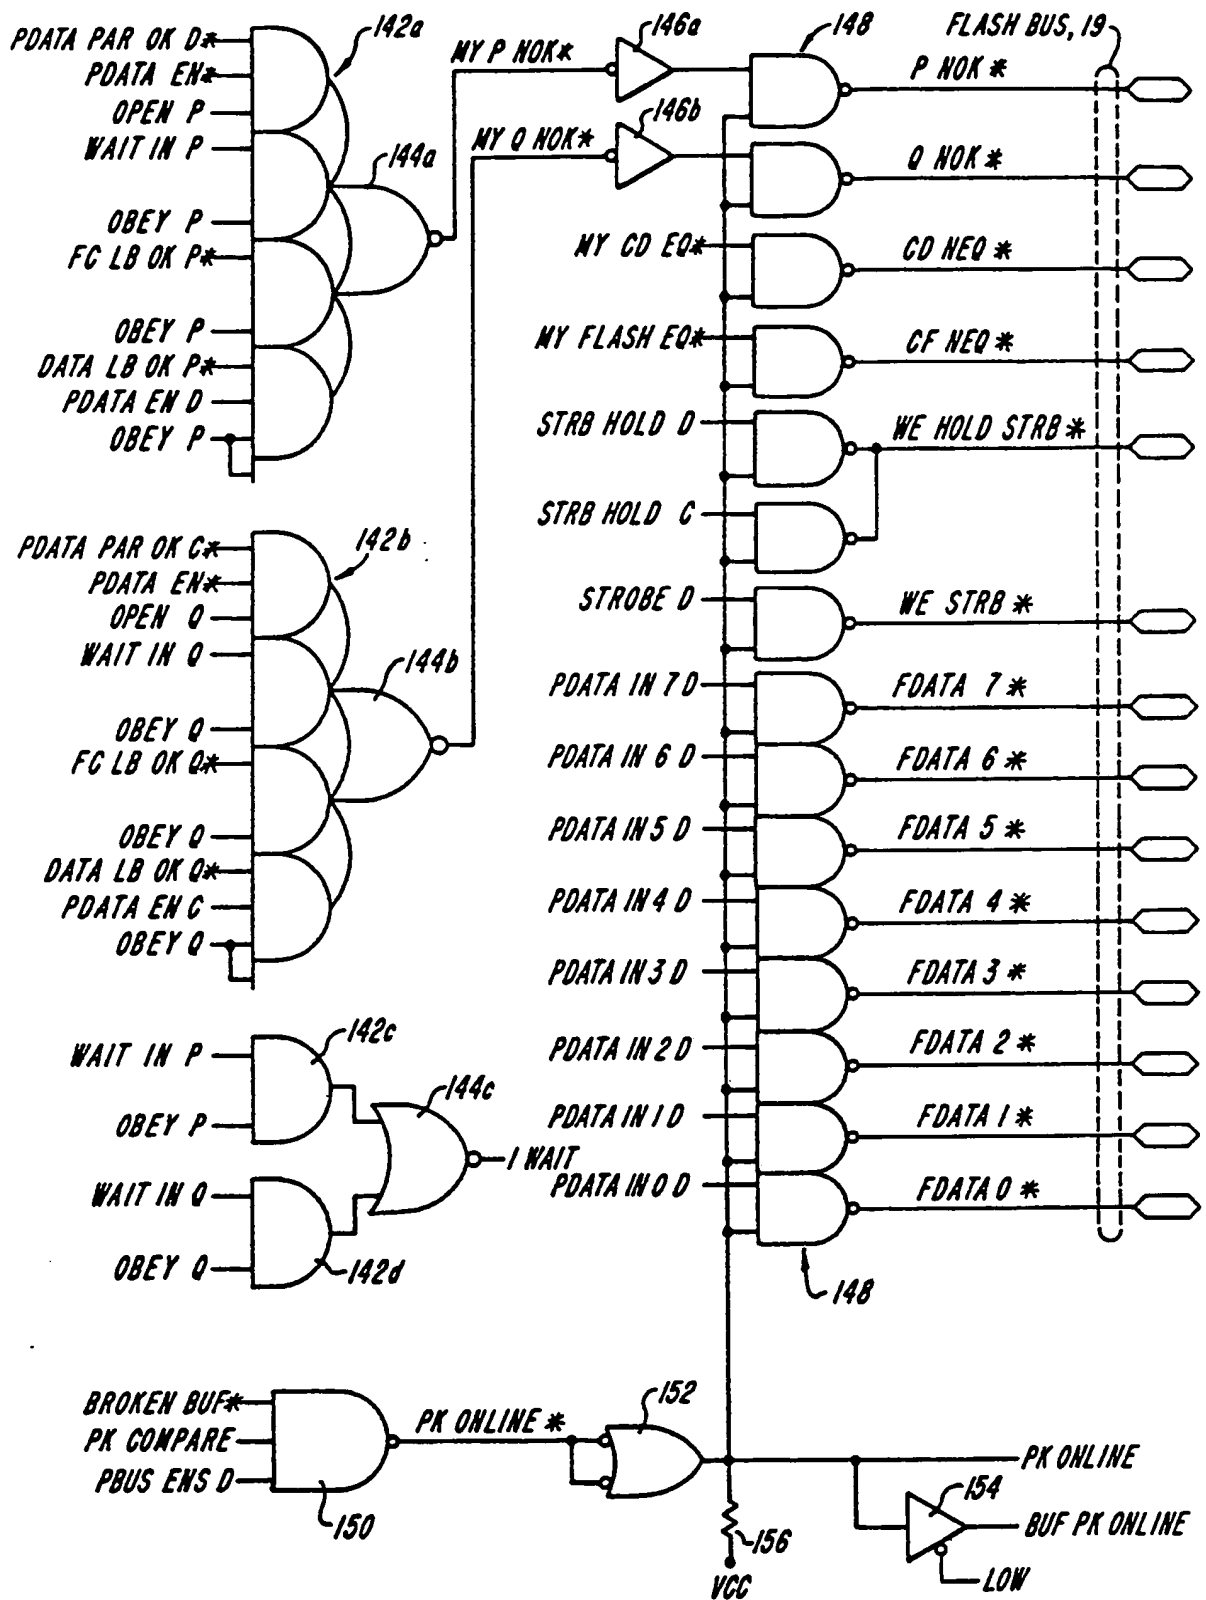 PDATA PAR OK D*
PDATA EN*
OPEN P
WAIT IN P
OBEY P
FC LB OK P*
OBEY P
DATA LB OK P*
PDATA EN D
OBEY P
142a
144a
MY P NOK*
146a
MY Q NOK*
146b
148
FLASH BUS, 19
P NOK *
Q NOK *
MY CD EQ*
CD NEQ *
MY FLASH EQ*
CF NEQ *
STRB HOLD D
WE HOLD STRB *
STRB HOLD C
STROBE D
WE STRB *
PDATA IN 7 D
FDATA 7 *
PDATA IN 6 D
FDATA 6 *
PDATA IN 5 D
FDATA 5 *
PDATA IN 4 D
FDATA 4 *
PDATA IN 3 D
FDATA 3 *
PDATA IN 2 D
FDATA 2 *
PDATA IN 1 D
FDATA 1 *
PDATA IN 0 D
FDATA 0 *
148
PDATA PAR OK C*
PDATA EN*
OPEN Q
WAIT IN Q
OBEY Q
FC LB OK Q*
OBEY Q
DATA LB OK Q*
PDATA EN C
OBEY Q
142b
144b
WAIT IN P
OBEY P
142c
144c
I WAIT
WAIT IN Q
OBEY Q
142d
BROKEN BUF*
PK COMPARE
PBUS ENS D
150
PK ONLINE *
152
156
VCC
PK ONLINE
154
BUF PK ONLINE
LOW